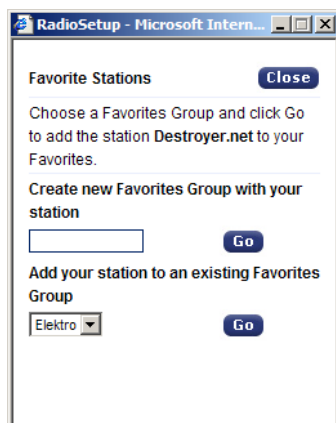 RadioSetup - Microsoft Intern...
Favorite Stations
Close
Choose a Favorites Group and click Go
to add the station Destroyer.net to your
Favorites.
Create new Favorites Group with your
station
Go
Add your station to an existing Favorites
Group
Elektro
Go